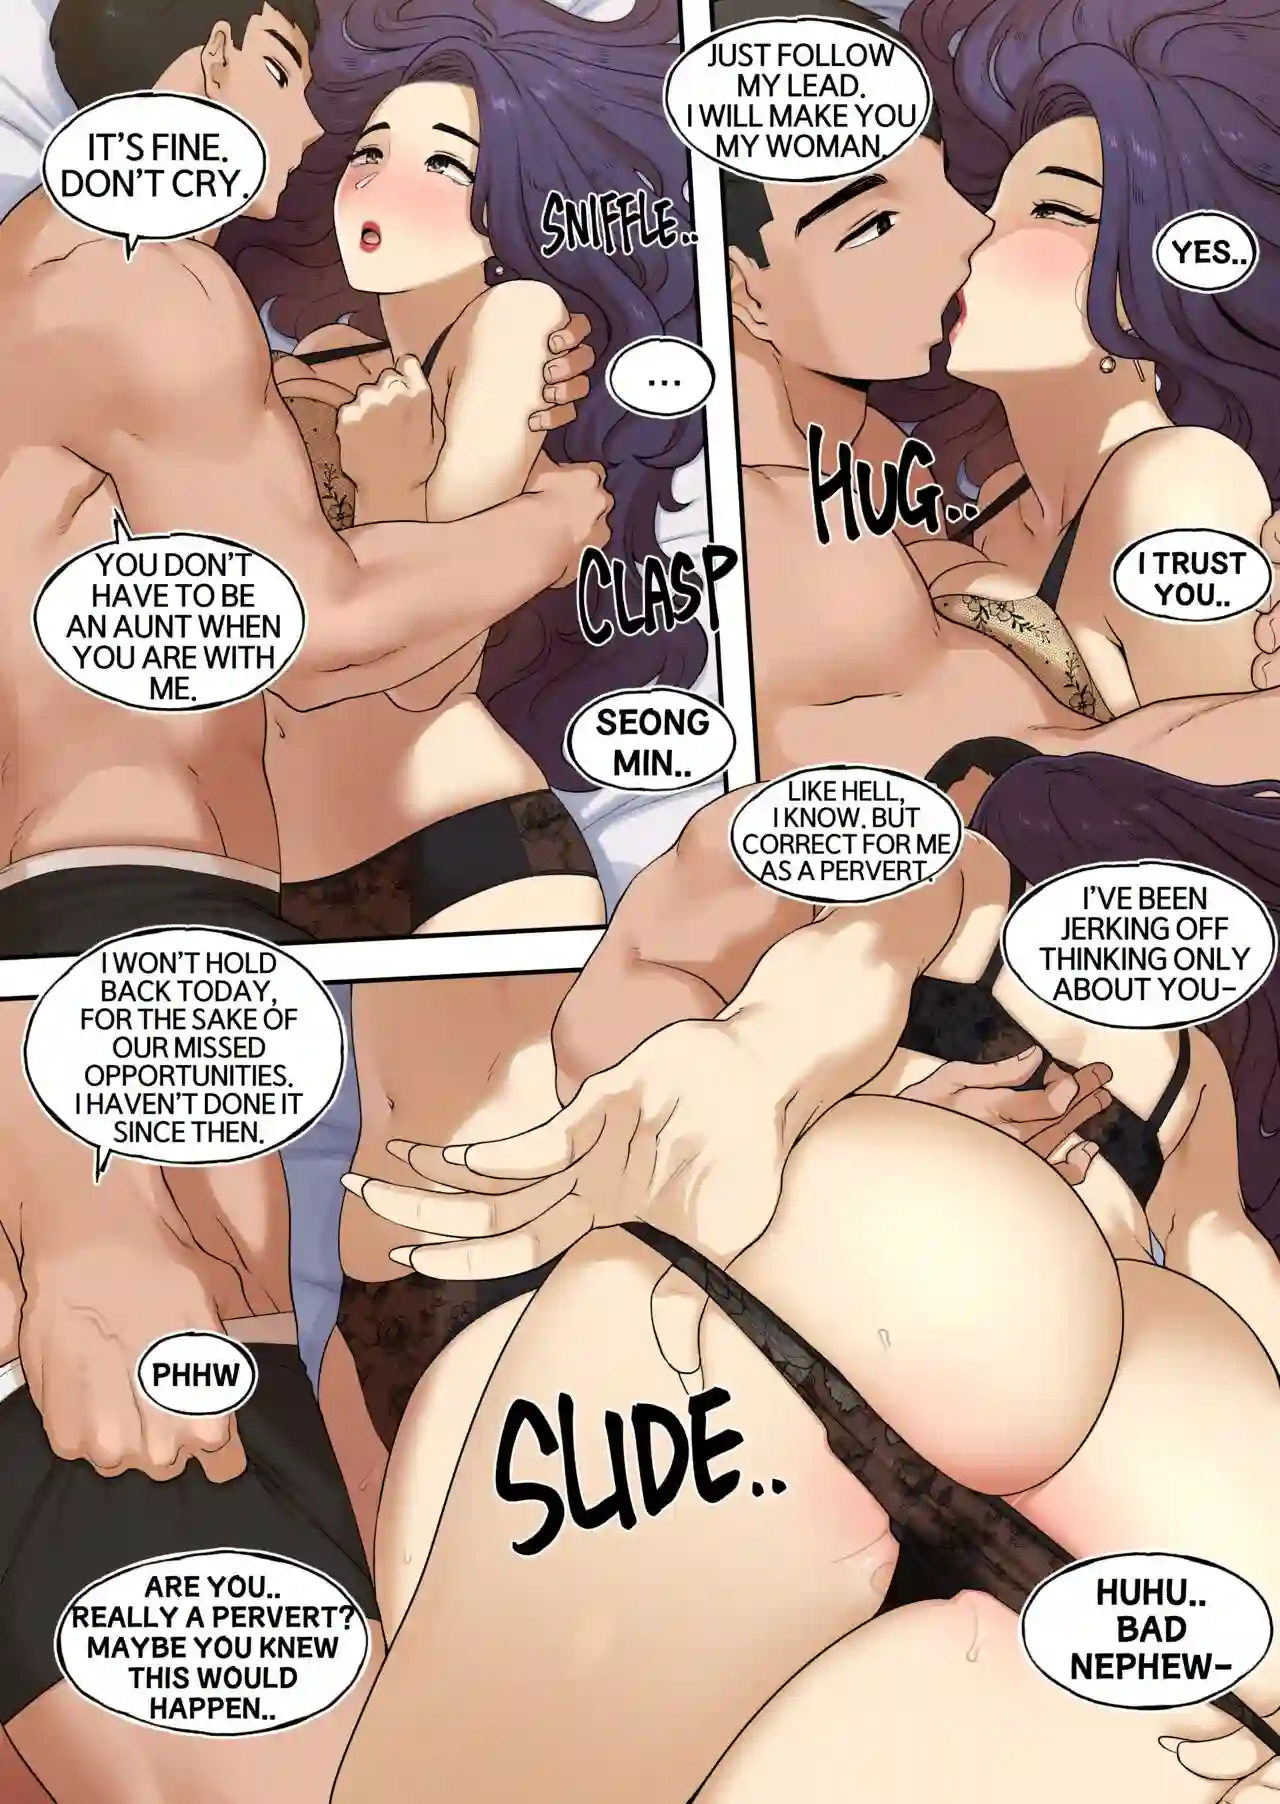 IT'S FINE.
DON'T CRY.
SNIFFLE..
...
YOU DON'T
HAVE TO BE
AN AUNT WHEN
YOU ARE WITH
ME.
CLASP
SEONG
MIN..
JUST FOLLOW
MY LEAD.
I WILL MAKE YOU
MY WOMAN.
YES..
HUG..
I TRUST
YOU..
I WON'T HOLD
BACK TODAY,
FOR THE SAKE OF
OUR MISSED
OPPORTUNITIES.
I HAVEN'T DONE IT
SINCE THEN.
PHHW
ARE YOU..
REALLY A PERVERT?
MAYBE YOU KNEW
THIS WOULD
HAPPEN..
LIKE HELL,
I KNOW. BUT
CORRECT FOR ME
AS A PERVERT.
I'VE BEEN
JERKING OFF
THINKING ONLY
ABOUT YOU-
SLIDE..
HUHU..
BAD
NEPHEW-